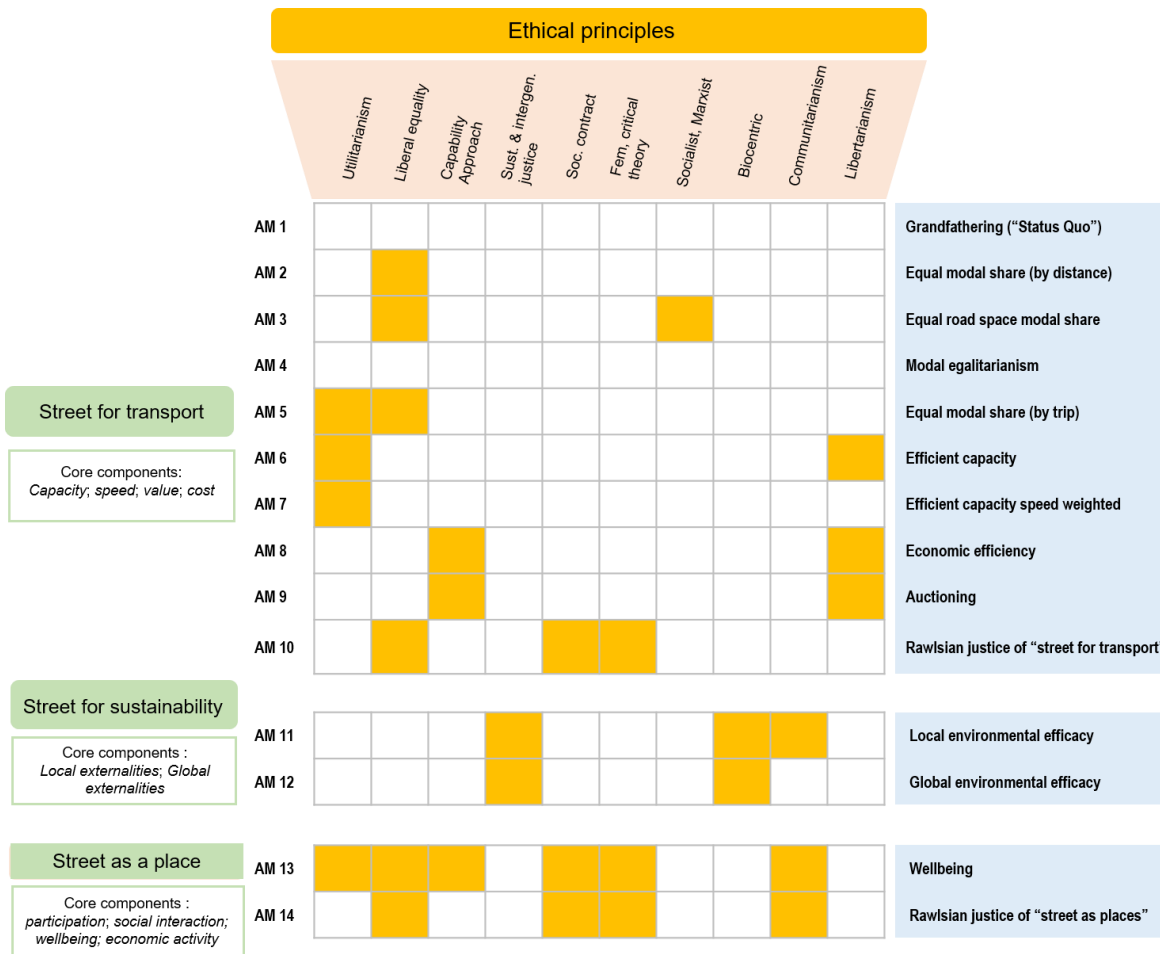 Ethical principles
Utilitarianism
Liberal equality
Capability
Approach
Sust. & intergen.
justice
Soc. contract
Fem, critical
theory
Socialist, Marxist
Biocentric
Communitarianism
Libertarianism
AM 1
Grandfathering (“Status Quo”)
AM 2
Equal modal share (by distance)
AM 3
Equal road space modal share
AM 4
Modal egalitarianism
Street for transport
Core components:
Capacity; speed; value; cost
AM 5
Equal modal share (by trip)
AM 6
Efficient capacity
AM 7
Efficient capacity speed weighted
AM 8
Economic efficiency
AM 9
Auctioning
AM 10
Rawlsian justice of “street for transport”
Street for sustainability
Core components :
Local externalities; Global
externalities
AM 11
Local environmental efficacy
AM 12
Global environmental efficacy
Street as a place
Core components :
participation; social interaction;
wellbeing; economic activity
AM 13
Wellbeing
AM 14
Rawlsian justice of “street as places”